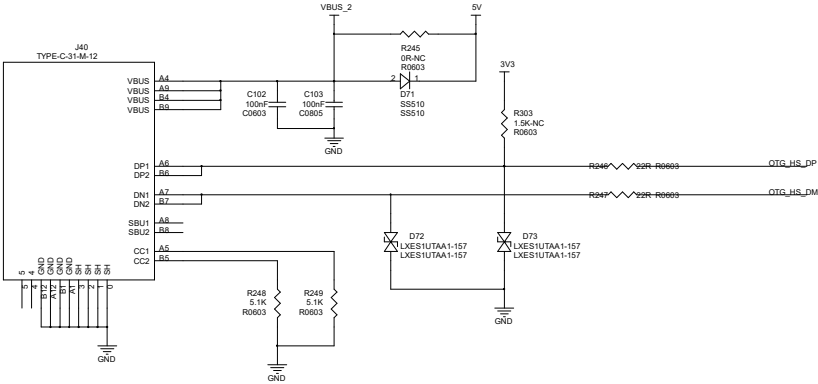 VBUS_2
5V
J40
TYPE-C-31-M-12
R245
0R-NC
R0603
3V3
VBUS A4
VBUS A9
VBUS B4
VBUS B9
2 1
D71
SS510
SS510
C102
100nF
C0603
C103
100nF
C0805
GND
R303
1.5K-NC
R0603
DP1 A6
DP2 B6
R246 22R R0603 OTG_HS_DP
DN1 A7
DN2 B7
R247 22R R0603 OTG_HS_DM
SBU1 A8
SBU2 B8
CC1 A5
CC2 B5
D72
LXES1UTAA1-157
LXES1UTAA1-157
D73
LXES1UTAA1-157
LXES1UTAA1-157
5 4 GND GND GND GND SH SH SH SH
5 4 B12 A12 B1 A1 3 2 1 0
R248
5.1K
R0603
R249
5.1K
R0603
GND
GND
GND